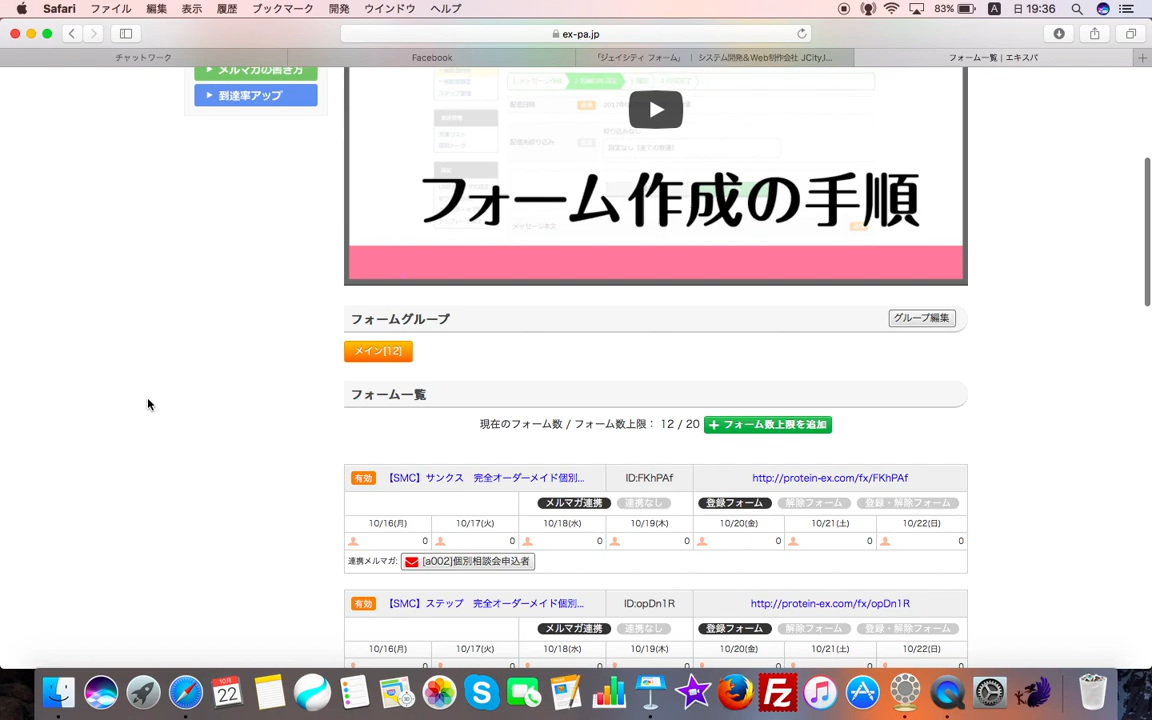 Safari ファイル 編集 表示 履歴 ブックマーク 開発 ウインドウ ヘルプ 83% A 日 19:36
ex-pa.jp
チャットワーク Facebook 「ジェイシティ フォーム」 | システム開発&Web制作会社 JCityJ... フォーム一覧 | エキスパ
メルマガの書き方
到達率アップ
フォーム作成の手順
フォームグループ グループ編集
メイン[12]
フォーム一覧
現在のフォーム数 / フォーム数上限： 12 / 20 フォーム数上限を追加
有効 【SMC】サンクス 完全オーダーメイド個別... ID:FKhPAf http://protein-ex.com/fx/FKhPAf
メルマガ連携 連携なし 登録フォーム 解除フォーム 登録・解除フォーム
10/16(月) 10/17(火) 10/18(水) 10/19(木) 10/20(金) 10/21(土) 10/22(日)
0 0 0 0 0 0 0
連携メルマガ: [a002]個別相談会申込者
有効 【SMC】ステップ 完全オーダーメイド個別... ID:opDn1R http://protein-ex.com/fx/opDn1R
メルマガ連携 連携なし 登録フォーム 解除フォーム 登録・解除フォーム
10/16(月) 10/17(火) 10/18(水) 10/19(木) 10/20(金) 10/21(土) 10/22(日)
10月
22